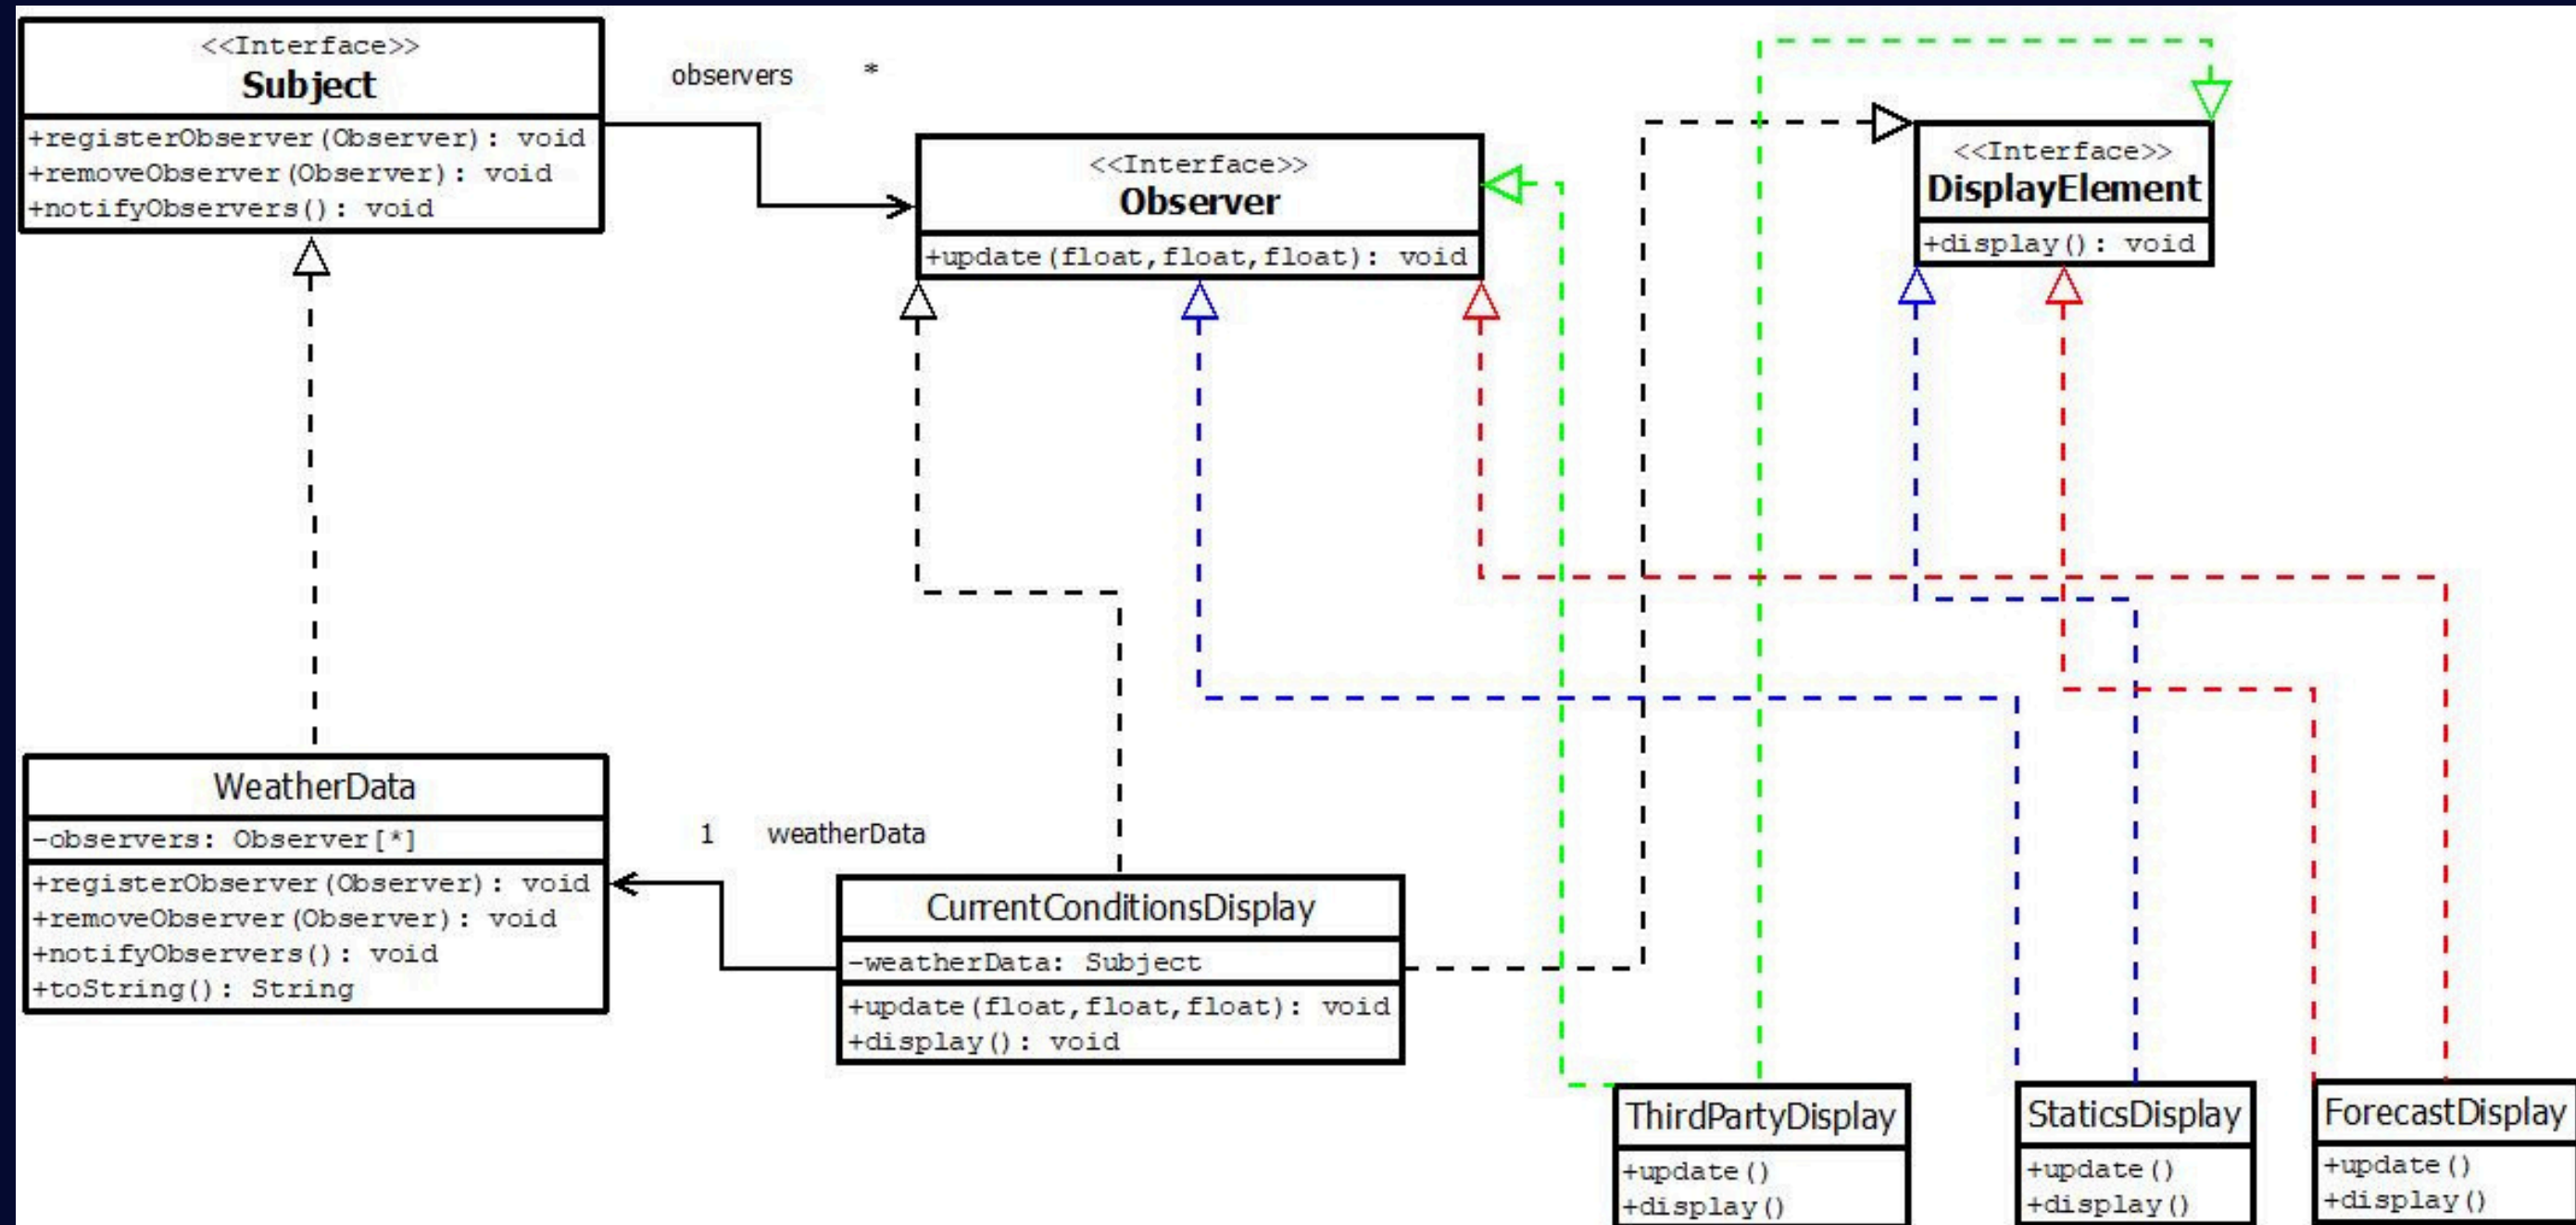 <<Interface>>
Subject
+registerObserver(Observer): void
+removeObserver(Observer): void
+notifyObservers(): void
observers *
<<Interface>>
Observer
+update(float,float,float): void
<<Interface>>
DisplayElement
+display(): void
WeatherData
-observers: Observer[*]
+registerObserver(Observer): void
+removeObserver(Observer): void
+notifyObservers(): void
+toString(): String
1 weatherData
CurrentConditionsDisplay
-weatherData: Subject
+update(float,float,float): void
+display(): void
ThirdPartyDisplay
+update()
+display()
StaticsDisplay
+update()
+display()
ForecastDisplay
+update()
+display()